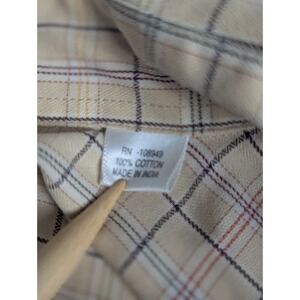 RN -108949
100% COTTON
MADE IN INDIA